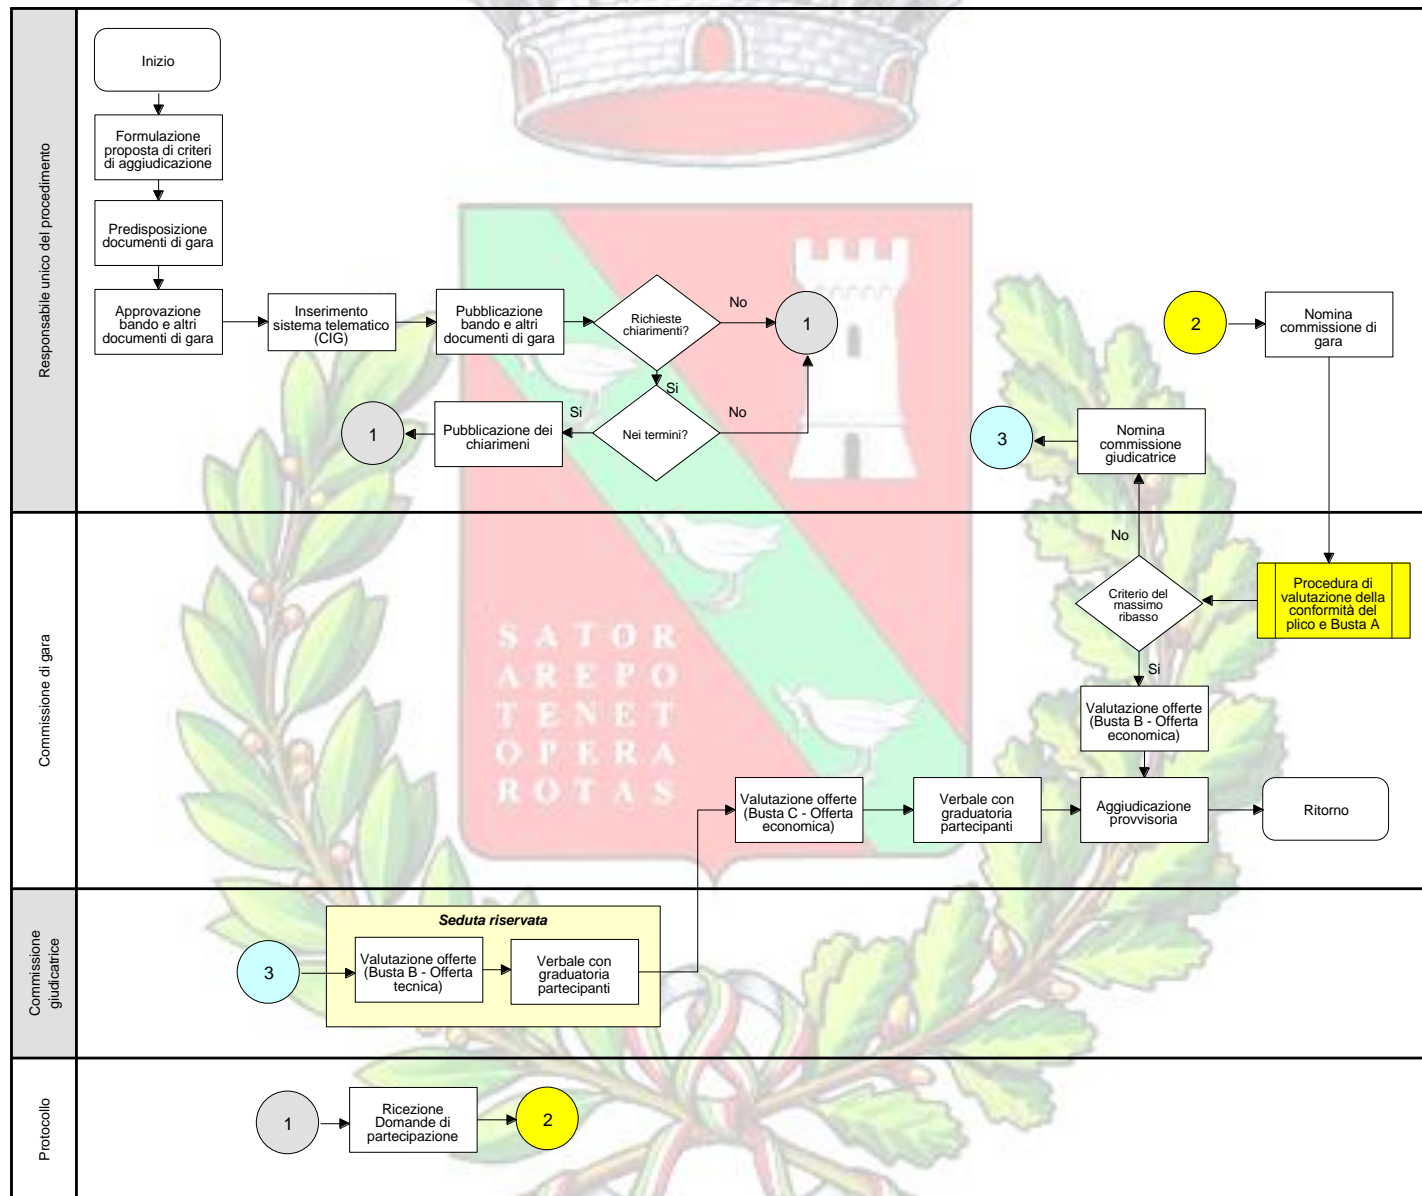 Responsabile unico del procedimento
Inizio
Formulazione
proposta di criteri
di aggiudicazione
Predisposizione
documenti di gara
Approvazione
bando e altri
documenti di gara
Inserimento
sistema telematico
(CIG)
Pubblicazione
bando e altri
documenti di gara
Richieste
chiarimenti?
No
1
Si
Nei termini?
No
Si
Pubblicazione dei
chiarimeni
1
2
Nomina
commissione di
gara
Nomina
commissione
giudicatrice
3
Commissione di gara
No
Criterio del
massimo
ribasso
Procedura di
valutazione della
conformità del
plico e Busta A
Si
Valutazione offerte
(Busta B - Offerta
economica)
SATOR
AREPO
TENET
OPERA
ROTAS
Valutazione offerte
(Busta C - Offerta
economica)
Verbale con
graduatoria
partecipanti
Aggiudicazione
provvisoria
Ritorno
Commissione
giudicatrice
Seduta riservata
3
Valutazione offerte
(Busta B - Offerta
tecnica)
Verbale con
graduatoria
partecipanti
Protocollo
1
Ricezione
Domande di
partecipazione
2